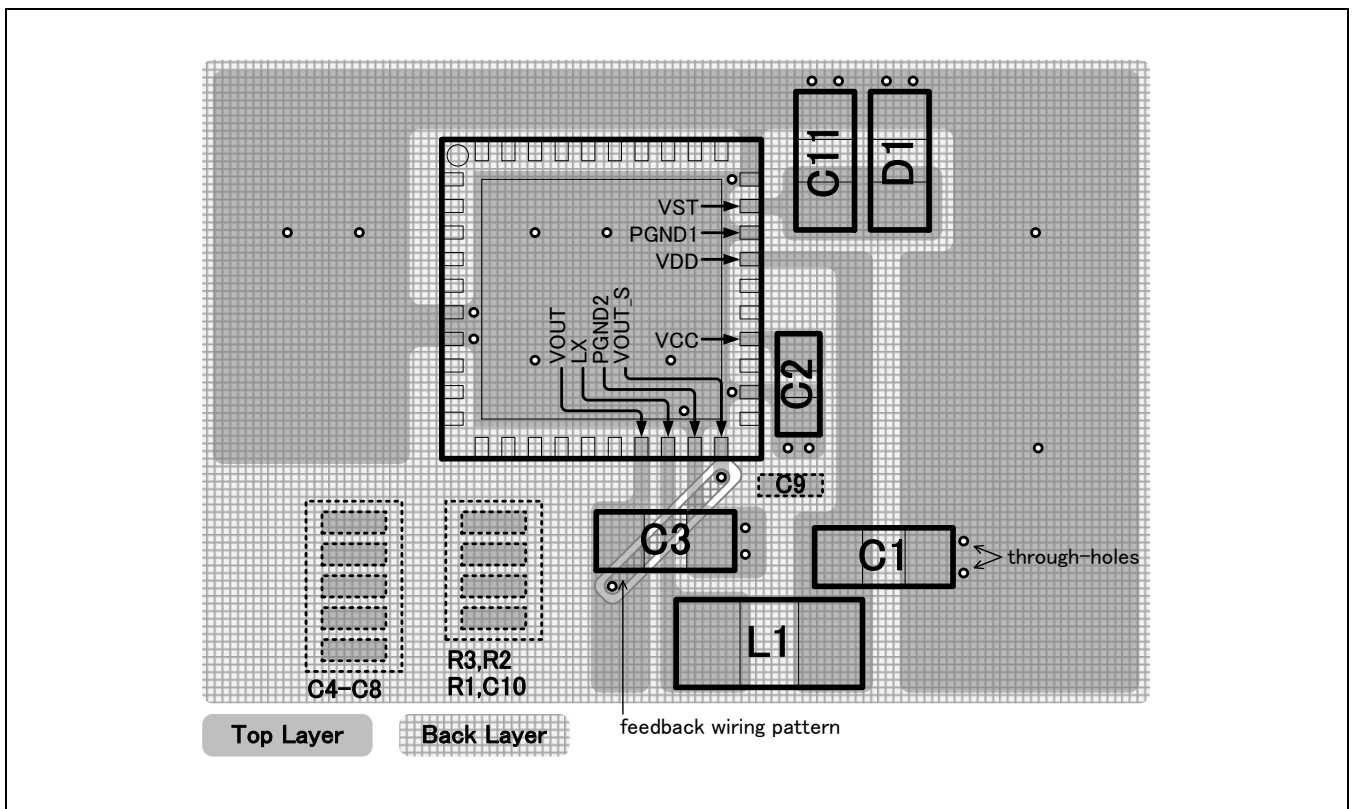 C11
D1
VST
PGND1
VDD
VOUT
LX
PGND2
VOUT_S
VCC
C2
C9
C3
C1
through-holes
L1
C4-C8
R3,R2
R1,C10
feedback wiring pattern
Top Layer
Back Layer